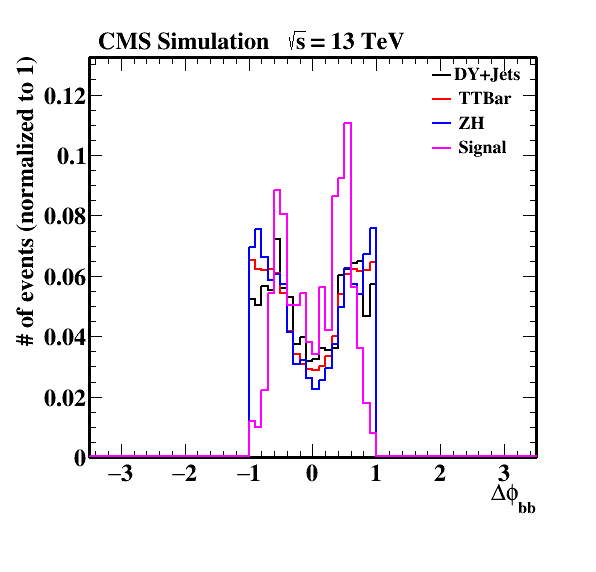 CMS Simulation √s = 13 TeV
# of events (normalized to 1)
DY+Jets
TTBar
ZH
Signal
0.12
0.1
0.08
0.06
0.04
0.02
0
−3 −2 −1 0 1 2 3
Δϕbb